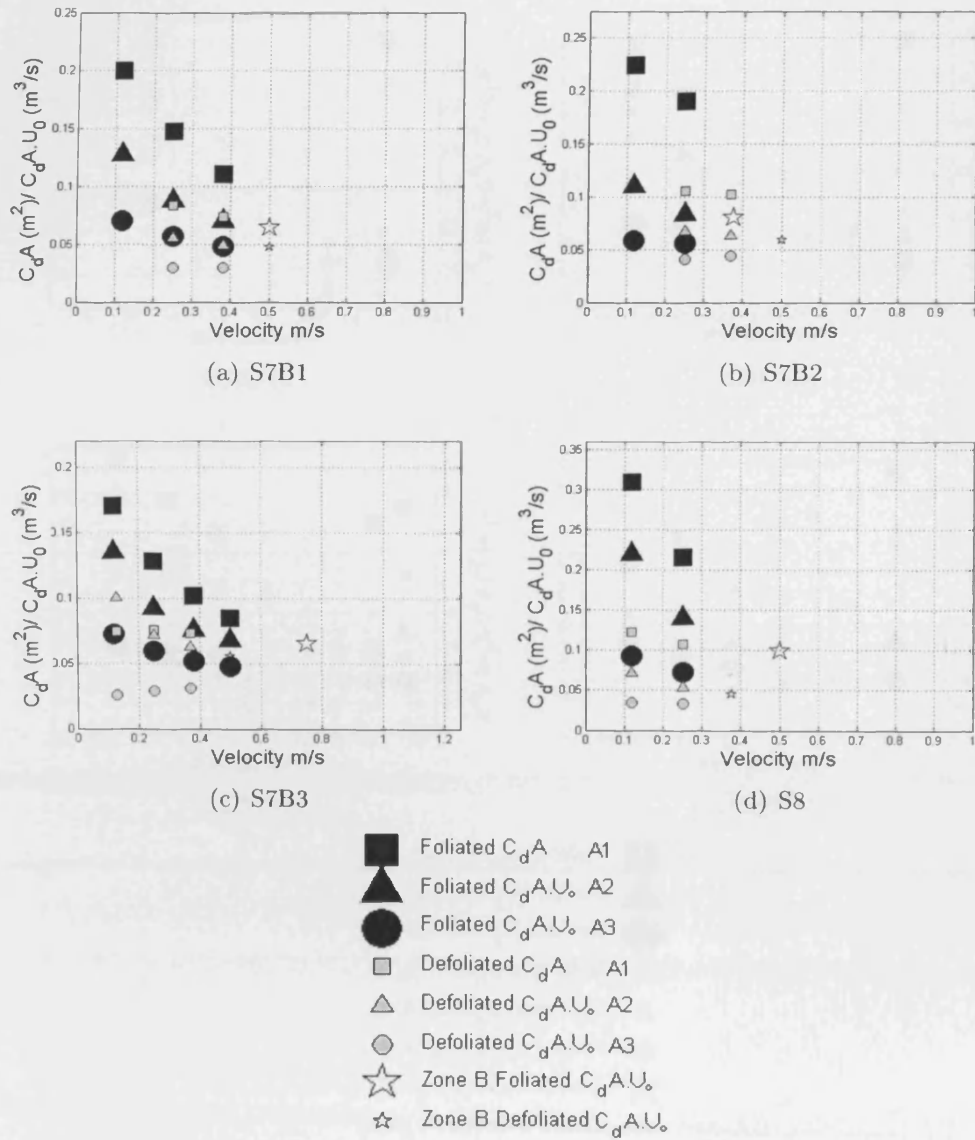 0.25
0.2
0.15
0.1
0.05
0
C_dA (m²)/ C_dA.U_0 (m³/s)
0 0.1 0.2 0.3 0.4 0.5 0.6 0.7 0.8 0.9 1
Velocity m/s
(a) S7B1
0.25
0.2
0.15
0.1
0.05
0
C_dA (m²)/ C_dA.U_0 (m³/s)
0 0.1 0.2 0.3 0.4 0.5 0.6 0.7 0.8 0.9 1
Velocity m/s
(b) S7B2
0.2
0.15
0.1
0.05
0
C_dA (m²)/ C_dA.U_0 (m³/s)
0 0.2 0.4 0.6 0.8 1 1.2
Velocity m/s
(c) S7B3
0.35
0.3
0.25
0.2
0.15
0.1
0.05
0
C_dA (m²)/ C_dA.U_0 (m³/s)
0 0.1 0.2 0.3 0.4 0.5 0.6 0.7 0.8 0.9 1
Velocity m/s
(d) S8
Foliated C_dA A1
Foliated C_dA.U_o A2
Foliated C_dA.U_o A3
Defoliated C_dA A1
Defoliated C_dA.U_o A2
Defoliated C_dA.U_o A3
Zone B Foliated C_dA.U_o
Zone B Defoliated C_dA.U_o